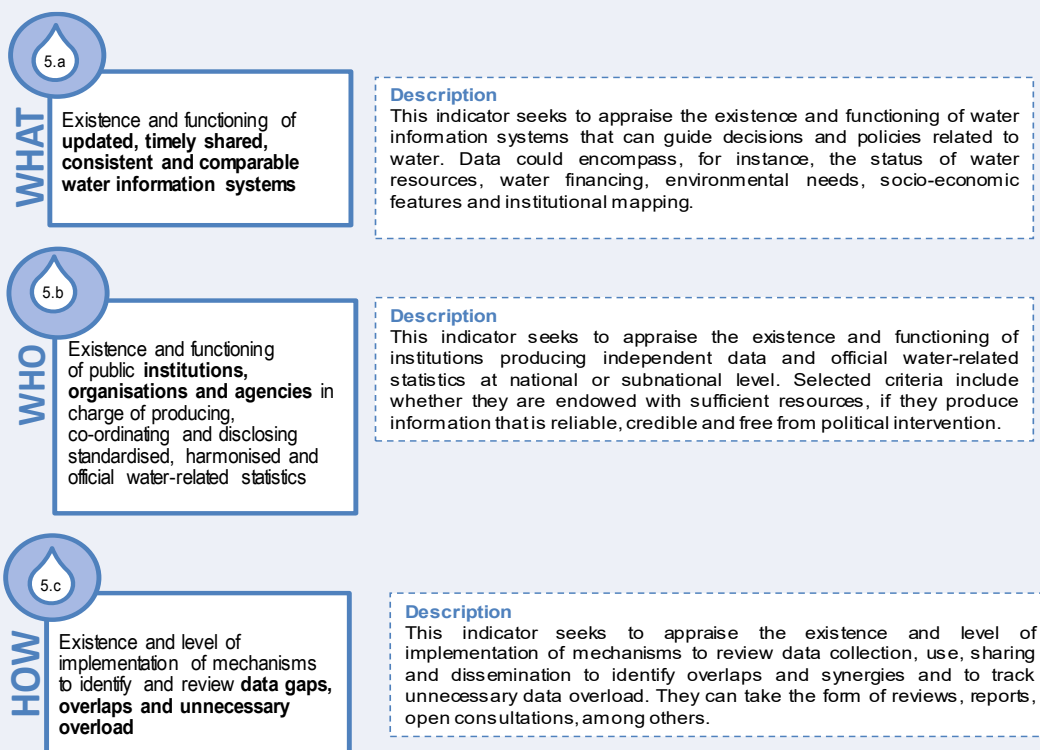 5.a
WHAT
Existence and functioning of
updated, timely shared,
consistent and comparable
water information systems
Description
This indicator seeks to appraise the existence and functioning of water
information systems that can guide decisions and policies related to
water. Data could encompass, for instance, the status of water
resources, water financing, environmental needs, socio-economic
features and institutional mapping.
5.b
WHO
Existence and functioning
of public institutions,
organisations and agencies in
charge of producing,
co-ordinating and disclosing
standardised, harmonised and
official water-related statistics
Description
This indicator seeks to appraise the existence and functioning of
institutions producing independent data and official water-related
statistics at national or subnational level. Selected criteria include
whether they are endowed with sufficient resources, if they produce
information that is reliable, credible and free from political intervention.
5.c
HOW
Existence and level of
implementation of mechanisms
to identify and review data gaps,
overlaps and unnecessary
overload
Description
This indicator seeks to appraise the existence and level of
implementation of mechanisms to review data collection, use, sharing
and dissemination to identify overlaps and synergies and to track
unnecessary data overload. They can take the form of reviews, reports,
open consultations, among others.